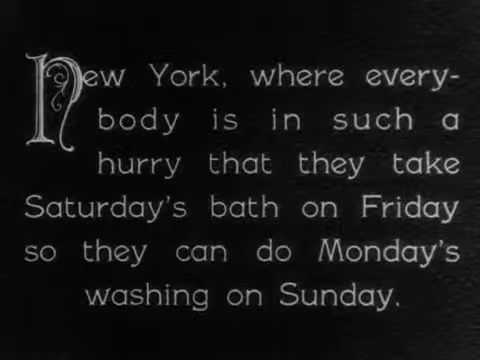 New York, where every-
body is in such a
hurry that they take
Saturday's bath on Friday
so they can do Monday's
washing on Sunday.